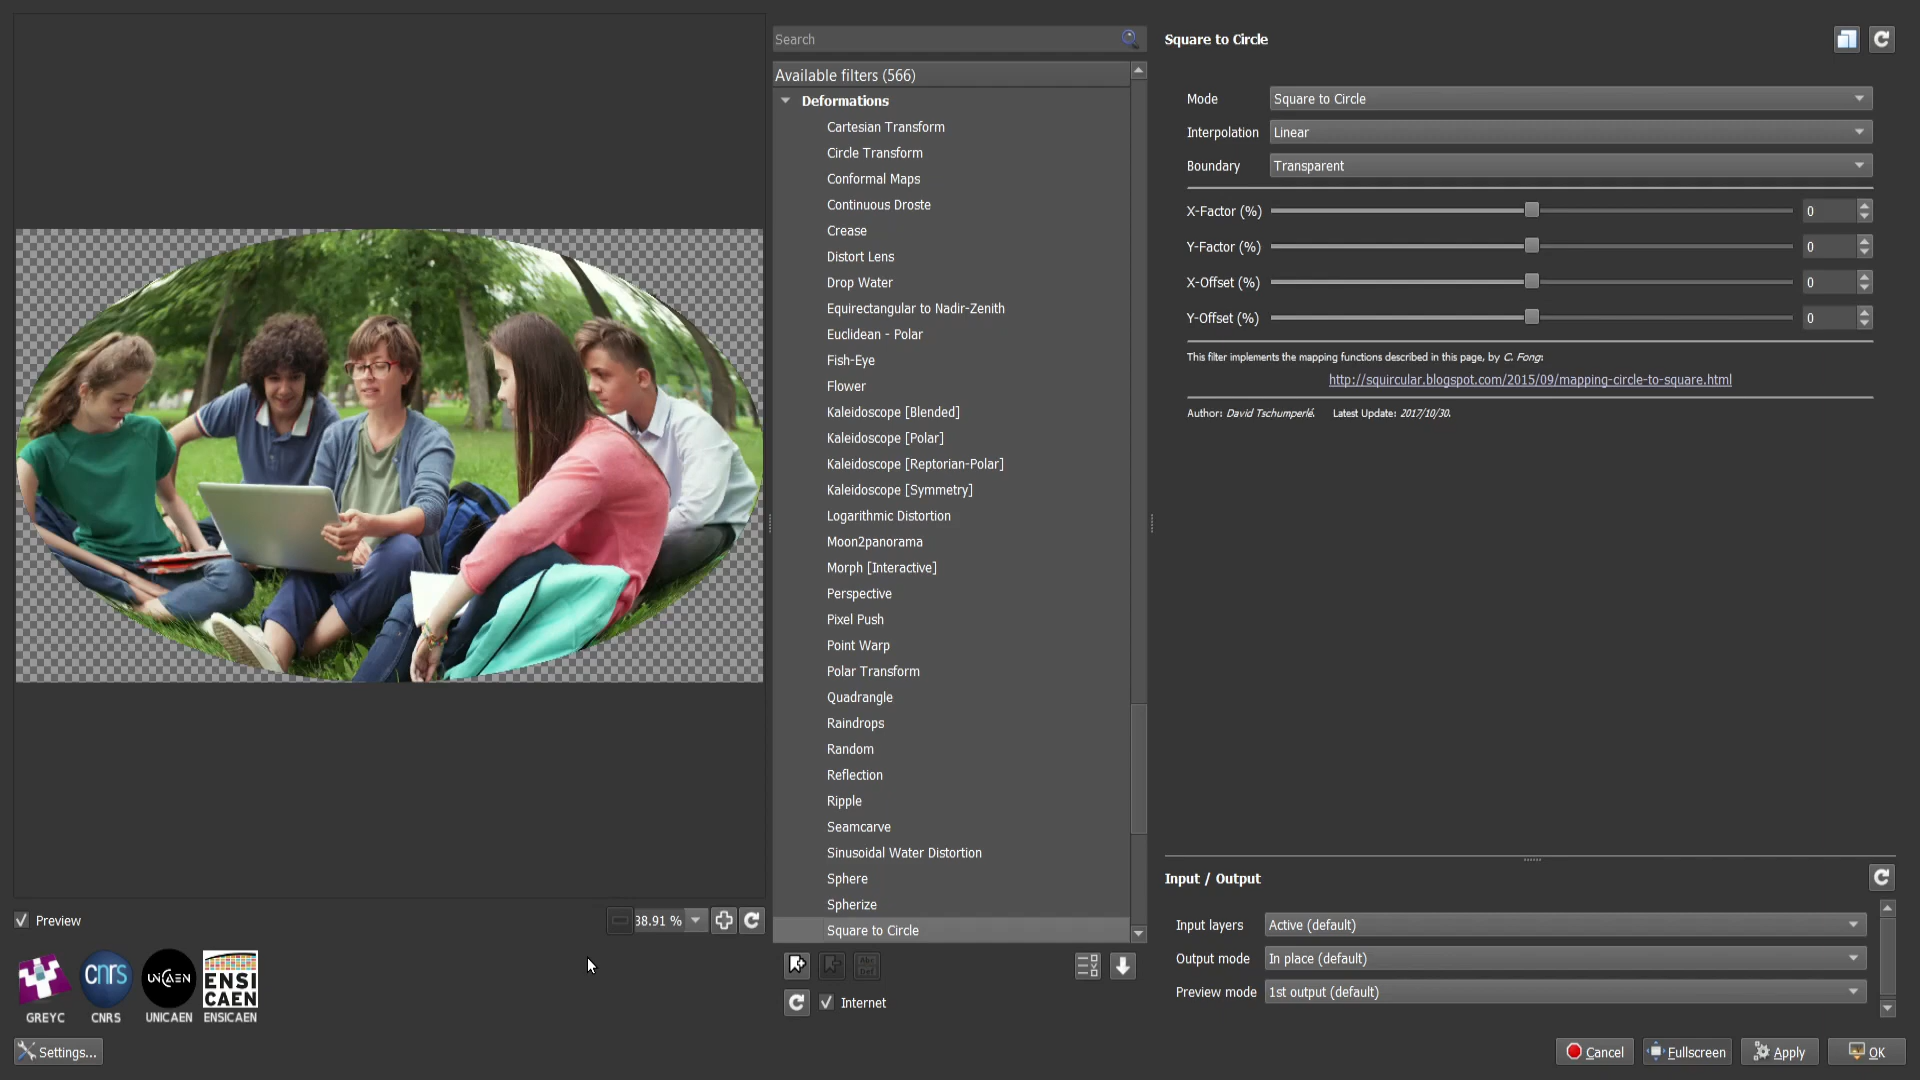 Search
Available filters (566)
Deformations
Cartesian Transform
Circle Transform
Conformal Maps
Continuous Droste
Crease
Distort Lens
Drop Water
Equirectangular to Nadir-Zenith
Euclidean - Polar
Fish-Eye
Flower
Kaleidoscope [Blended]
Kaleidoscope [Polar]
Kaleidoscope [Reptorian-Polar]
Kaleidoscope [Symmetry]
Logarithmic Distortion
Moon2panorama
Morph [Interactive]
Perspective
Pixel Push
Point Warp
Polar Transform
Quadrangle
Raindrops
Random
Reflection
Ripple
Seamcarve
Sinusoidal Water Distortion
Sphere
Spherize
Square to Circle
Internet
Square to Circle
Mode Square to Circle
Interpolation Linear
Boundary Transparent
X-Factor (%) 0
Y-Factor (%) 0
X-Offset (%) 0
Y-Offset (%) 0
This filter implements the mapping functions described in this page, by C. Fong:
http://squircular.blogspot.com/2015/09/mapping-circle-to-square.html
Author: David Tschumperlé. Latest Update: 2017/10/30.
Input / Output
Input layers Active (default)
Output mode In place (default)
Preview mode 1st output (default)
Preview
38.91 %
cnrs
UNICAEN
ENSI
CAEN
GREYC CNRS UNICAEN ENSICAEN
Settings...
Cancel Fullscreen Apply OK